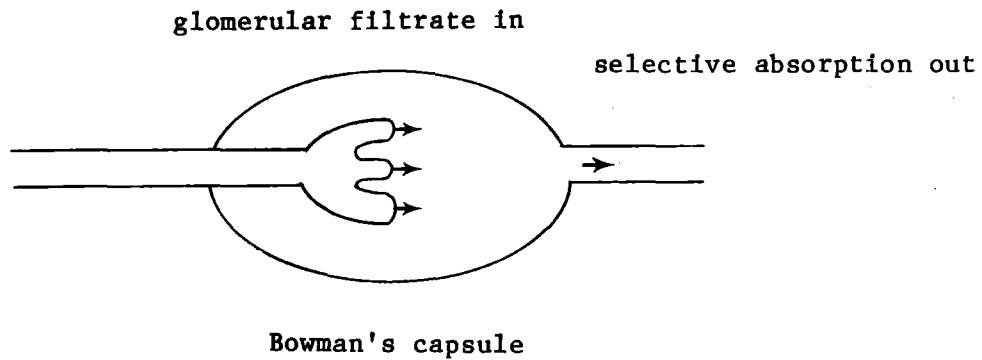 glomerular filtrate in
selective absorption out
Bowman's capsule